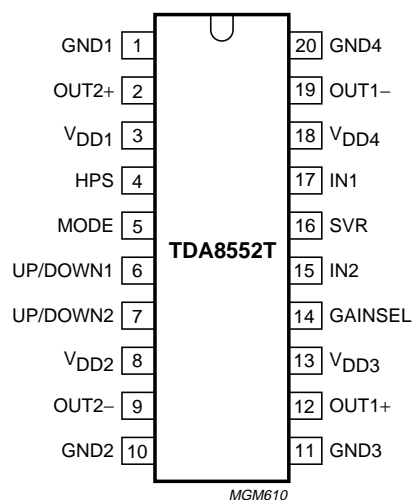 GND1 1
OUT2+ 2
VDD1 3
HPS 4
MODE 5
UP/DOWN1 6
UP/DOWN2 7
VDD2 8
OUT2− 9
GND2 10
TDA8552T
20 GND4
19 OUT1−
18 VDD4
17 IN1
16 SVR
15 IN2
14 GAINSEL
13 VDD3
12 OUT1+
11 GND3
MGM610